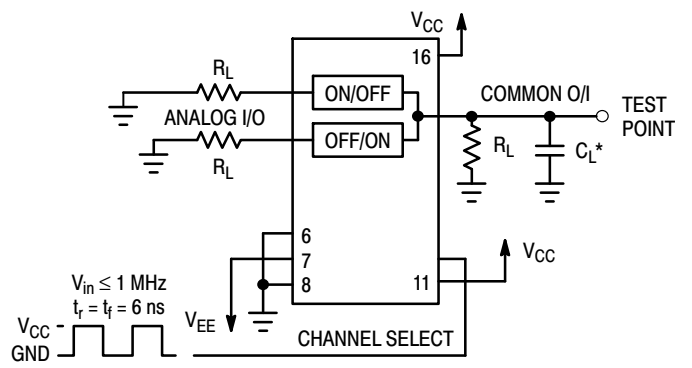 VCC
16
RL
ON/OFF
COMMON O/I
TEST
POINT
ANALOG I/O
OFF/ON
RL
RL
CL*
6
7
8
11
VCC
Vin ≤ 1 MHz
tr = tf = 6 ns
VEE
VCC
GND
CHANNEL SELECT